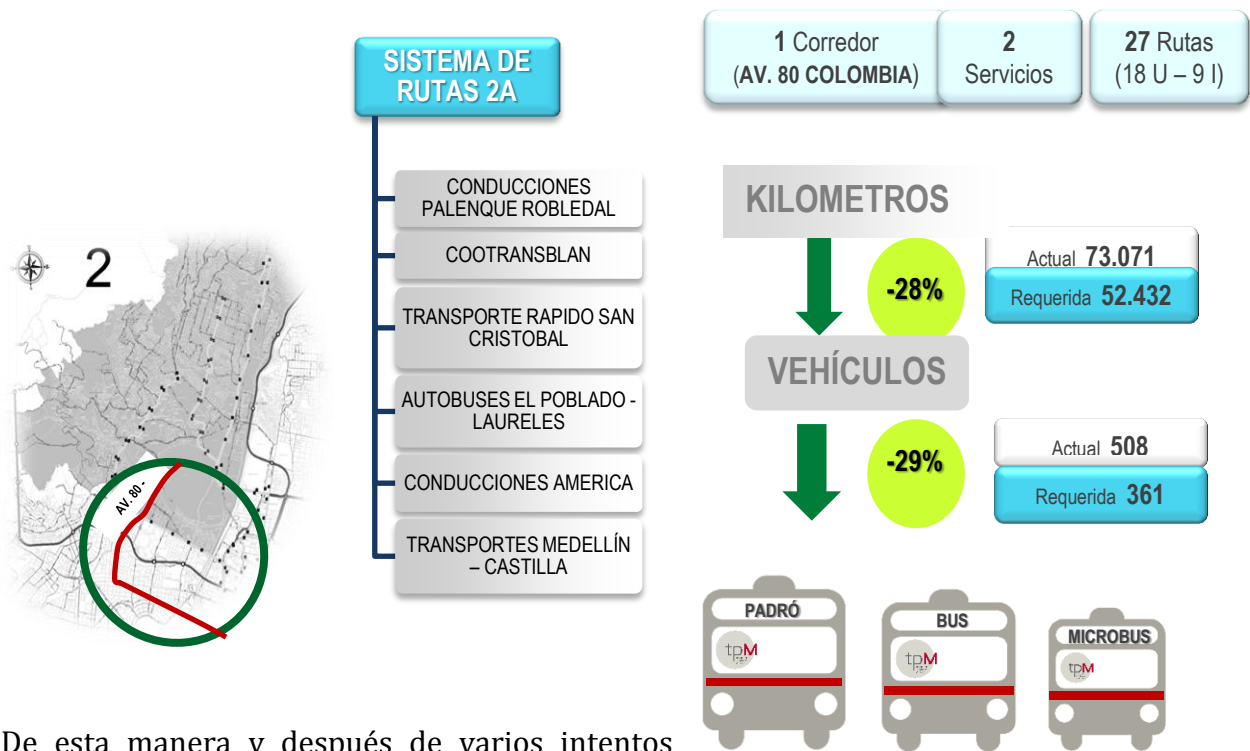 SISTEMA DE
RUTAS 2A
CONDUCCIONES
PALENQUE ROBLEDAL
COOTRANSBLAN
TRANSPORTE RAPIDO SAN
CRISTOBAL
AUTOBUSES EL POBLADO -
LAURELES
CONDUCCIONES AMERICA
TRANSPORTES MEDELLÍN
– CASTILLA
2
AV. 80 -
1 Corredor
(AV. 80 COLOMBIA)
2
Servicios
27 Rutas
(18 U – 9 I)
KILOMETROS
-28%
Actual 73.071
Requerida 52.432
VEHÍCULOS
-29%
Actual 508
Requerida 361
PADRÓ
tpM
BUS
tpM
MICROBUS
tpM
De esta manera y después de varios intentos